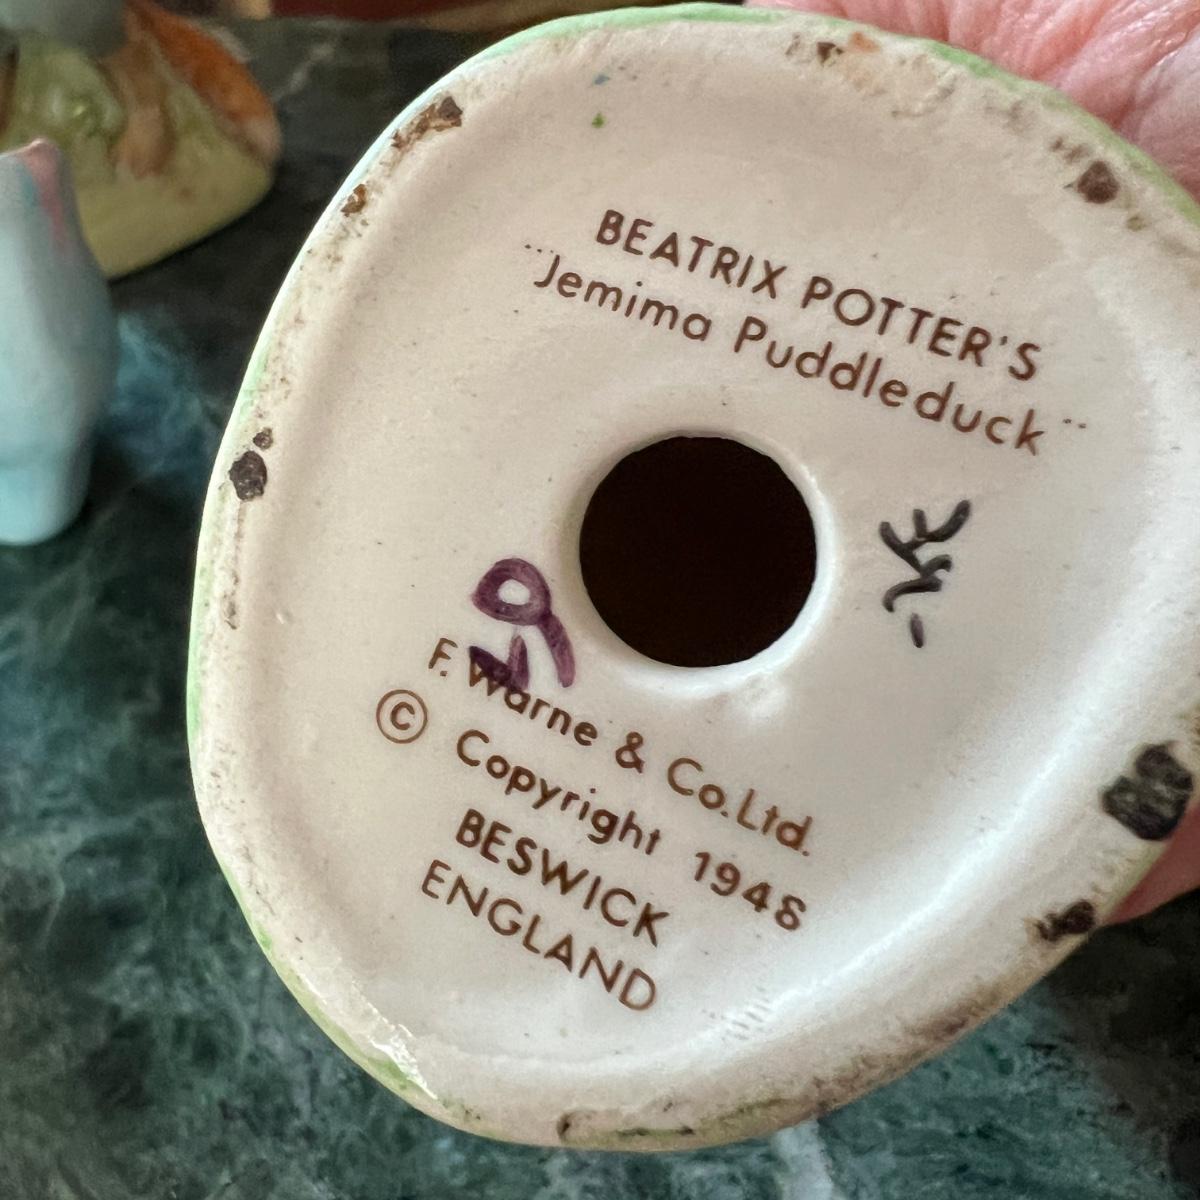 BEATRIX POTTER'S
"Jemima Puddleduck"
F. Warne & Co.Ltd.
© Copyright 1948
BESWICK
ENGLAND